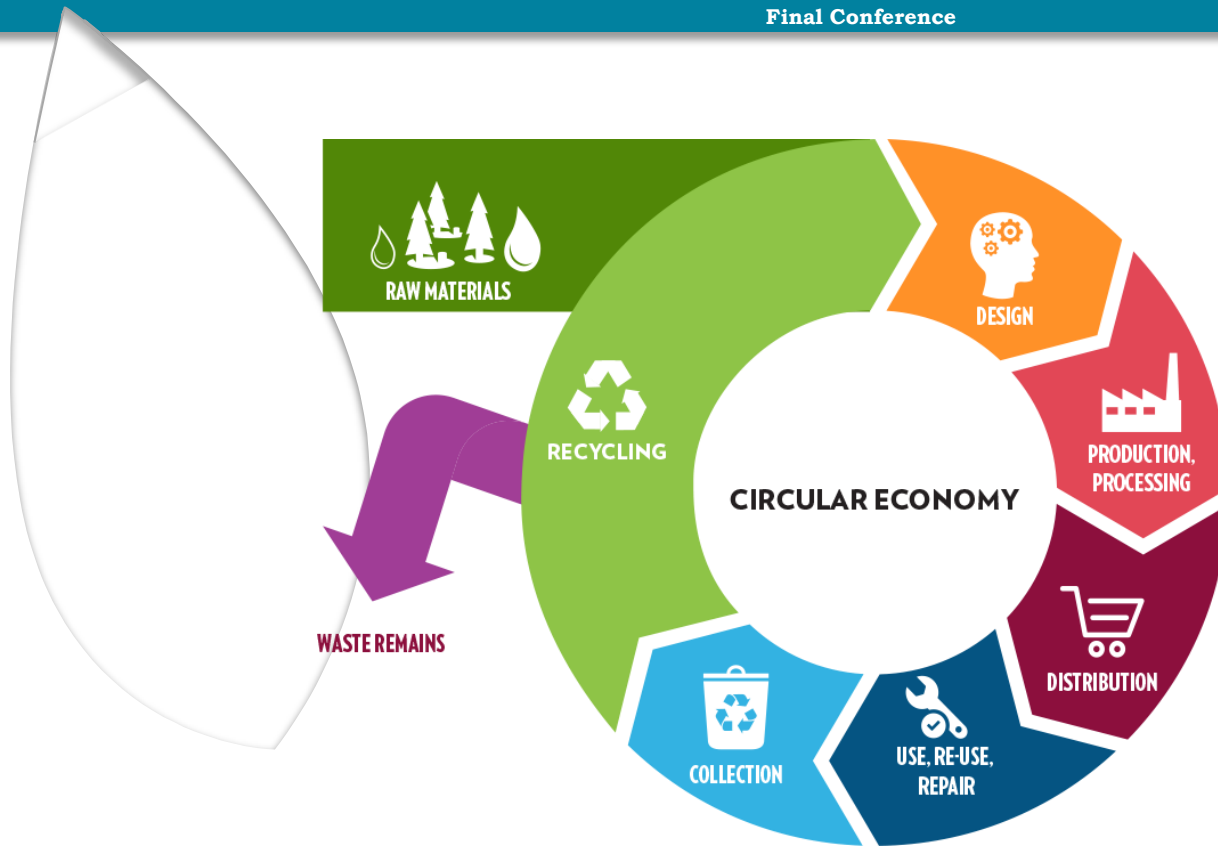 Final Conference
RAW MATERIALS
DESIGN
PRODUCTION,
PROCESSING
DISTRIBUTION
USE, RE-USE,
REPAIR
COLLECTION
RECYCLING
WASTE REMAINS
CIRCULAR ECONOMY